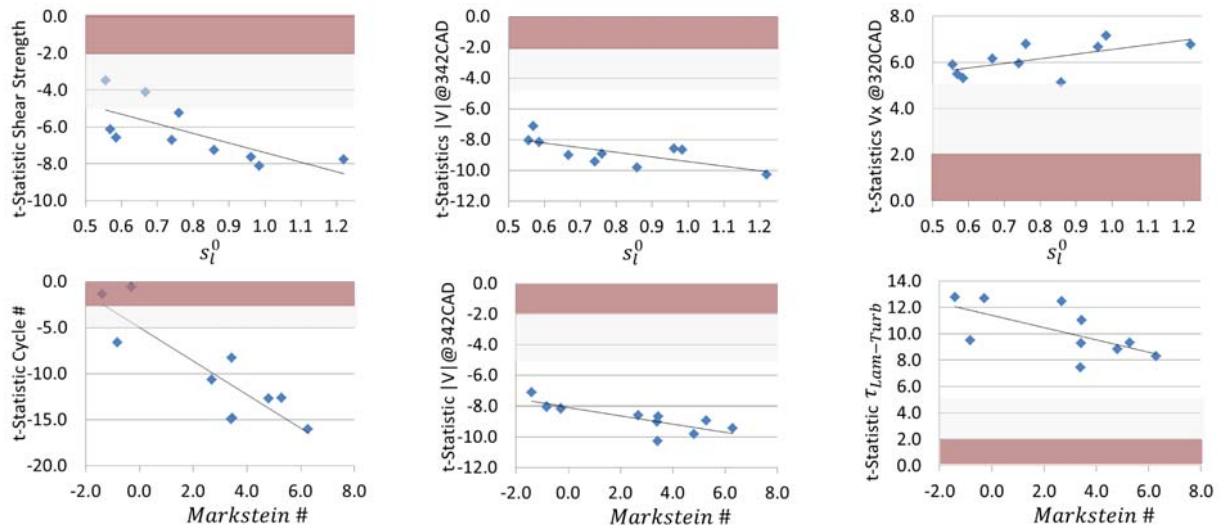 t-Statistic Shear Strength
0.0
-2.0
-4.0
-6.0
-8.0
-10.0
0.5 0.6 0.7 0.8 0.9 1.0 1.1 1.2
s_l^0
t-Statistics |V|@342CAD
0.0
-2.0
-4.0
-6.0
-8.0
-10.0
-12.0
0.5 0.6 0.7 0.8 0.9 1.0 1.1 1.2
s_l^0
t-Statistics Vx @320CAD
8.0
6.0
4.0
2.0
0.0
0.5 0.6 0.7 0.8 0.9 1.0 1.1 1.2
s_l^0
t-Statistic Cycle #
0.0
-5.0
-10.0
-15.0
-20.0
-2.0 0.0 2.0 4.0 6.0 8.0
Markstein #
t-Statistic |V|@342CAD
0.0
-2.0
-4.0
-6.0
-8.0
-10.0
-12.0
-2.0 0.0 2.0 4.0 6.0 8.0
Markstein #
t-Statistic τ_Lam−Turb
14.0
12.0
10.0
8.0
6.0
4.0
2.0
0.0
-2.0 0.0 2.0 4.0 6.0 8.0
Markstein #